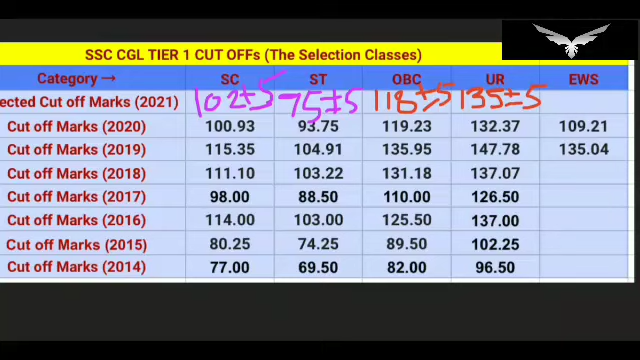 SSC CGL TIER 1 CUT OFFs (The Selection Classes)
Category → SC ST OBC UR EWS
ected Cut off Marks (2021) 102±5 75±5 118±5 135±5
Cut off Marks (2020) 100.93 93.75 119.23 132.37 109.21
Cut off Marks (2019) 115.35 104.91 135.95 147.78 135.04
Cut off Marks (2018) 111.10 103.22 131.18 137.07
Cut off Marks (2017) 98.00 88.50 110.00 126.50
Cut off Marks (2016) 114.00 103.00 125.50 137.00
Cut off Marks (2015) 80.25 74.25 89.50 102.25
Cut off Marks (2014) 77.00 69.50 82.00 96.50